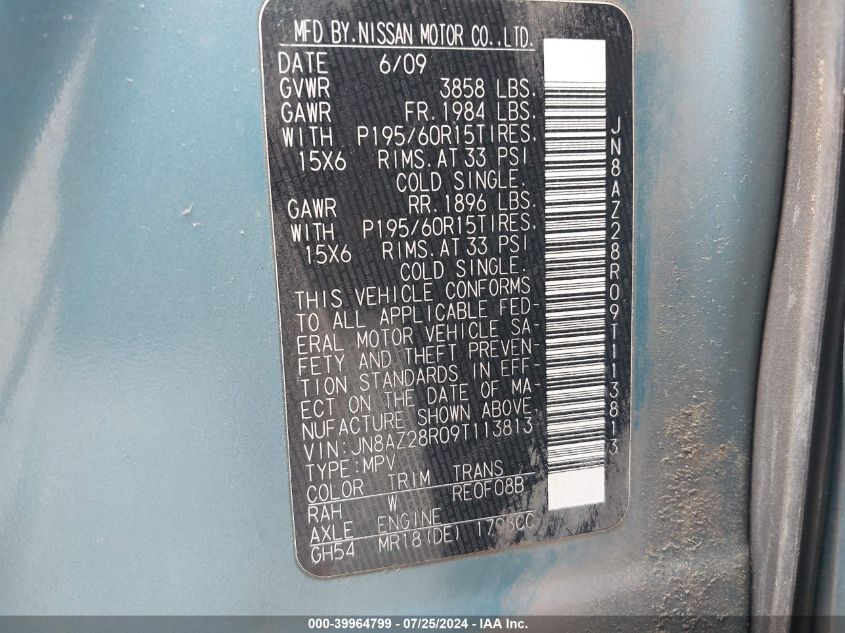 MFD BY.NISSAN MOTOR CO.,LTD.
DATE 6/09
GVWR 3858 LBS.
GAWR FR. 1984 LBS.
WITH P195/60R15TIRES.
15X6 RIMS.AT 33 PSI
COLD SINGLE.
GAWR RR. 1896 LBS.
WITH P195/60R15TIRES.
15X6 RIMS.AT 33 PSI
COLD SINGLE.
THIS VEHICLE CONFORMS
TO ALL APPLICABLE FED-
ERAL MOTOR VEHICLE SA-
FETY AND THEFT PREVEN
TION STANDARDS IN EFF-
ECT ON THE DATE OF MA-
NUFACTURE SHOWN ABOVE.
VIN:JN8AZ28R09T113813
TYPE:MPV
COLOR TRIM TRANS
RAH W RE0F08B
AXLE ENGINE
GH54 MR18(DE)
JN8AZ28R09T113813
000-39964799 / 07/25/2024 - IAA Inc.